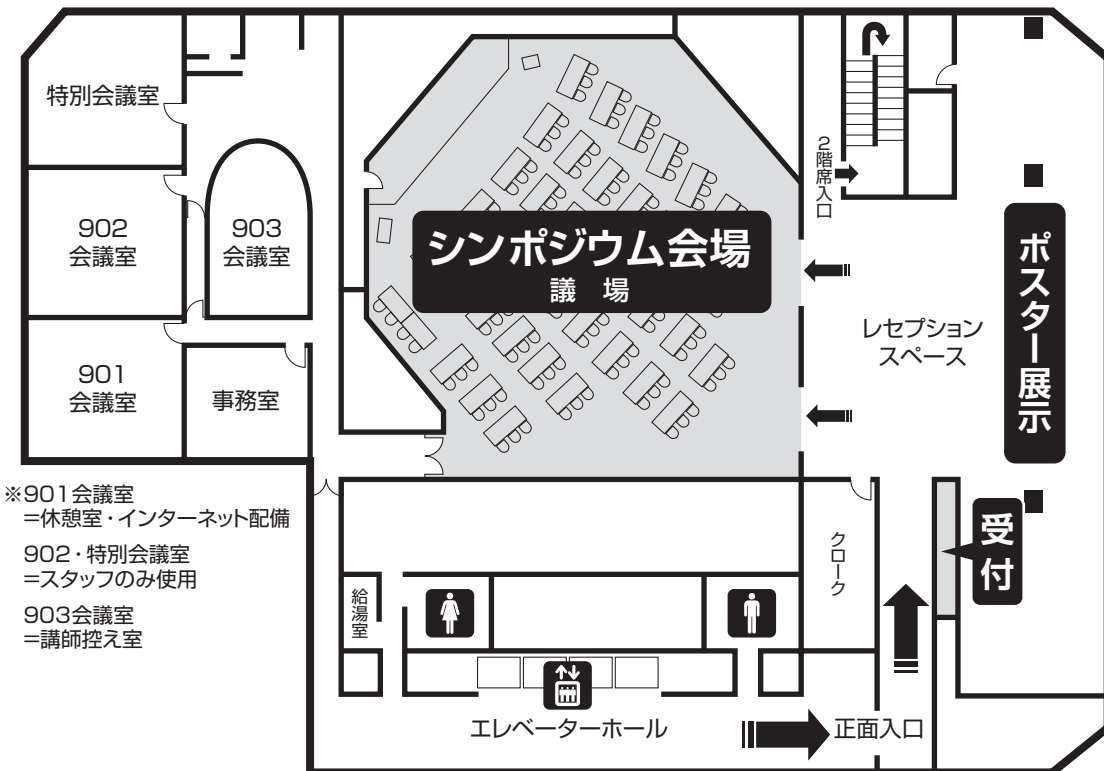 特別会議室
902
会議室
903
会議室
901
会議室
事務室
シンポジウム会場
議 場
2階席入口
ポスター展示
レセプション
スペース
※901会議室
=休憩室・インターネット配備
902・特別会議室
=スタッフのみ使用
903会議室
=講師控え室
給湯室
クローク
受付
エレベーターホール
正面入口